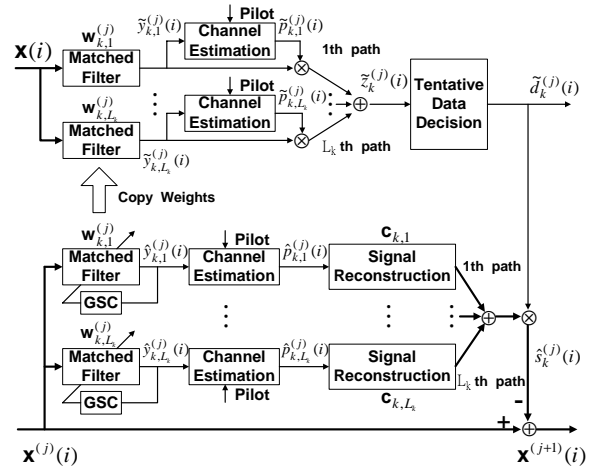 Pilot
w_{k,1}^{(j)}
ỹ_{k,1}^{(j)}(i)
Channel
Estimation
p̃_{k,1}^{(j)}(i)
x(i)
Matched
Filter
1th path
Pilot
w_{k,L_k}^{(j)}
Channel
Estimation
p̃_{k,L_k}^{(j)}(i)
z̃_k^{(j)}(i)
Tentative
Data
Decision
d̃_k^{(j)}(i)
Matched
Filter
ỹ_{k,L_k}^{(j)}(i)
L_k th path
Copy Weights
w_{k,1}^{(j)}
Matched
Filter
GSC
ŷ_{k,1}^{(j)}(i)
Pilot
Channel
Estimation
p̂_{k,1}^{(j)}(i)
c_{k,1}
Signal
Reconstruction
1th path
w_{k,L_k}^{(j)}
Matched
Filter
GSC
ŷ_{k,L_k}^{(j)}(i)
Channel
Estimation
Pilot
p̂_{k,L_k}^{(j)}(i)
Signal
Reconstruction
c_{k,L_k}
L_k th path
ŝ_k^{(j)}(i)
-
+
x^{(j)}(i)
x^{(j+1)}(i)